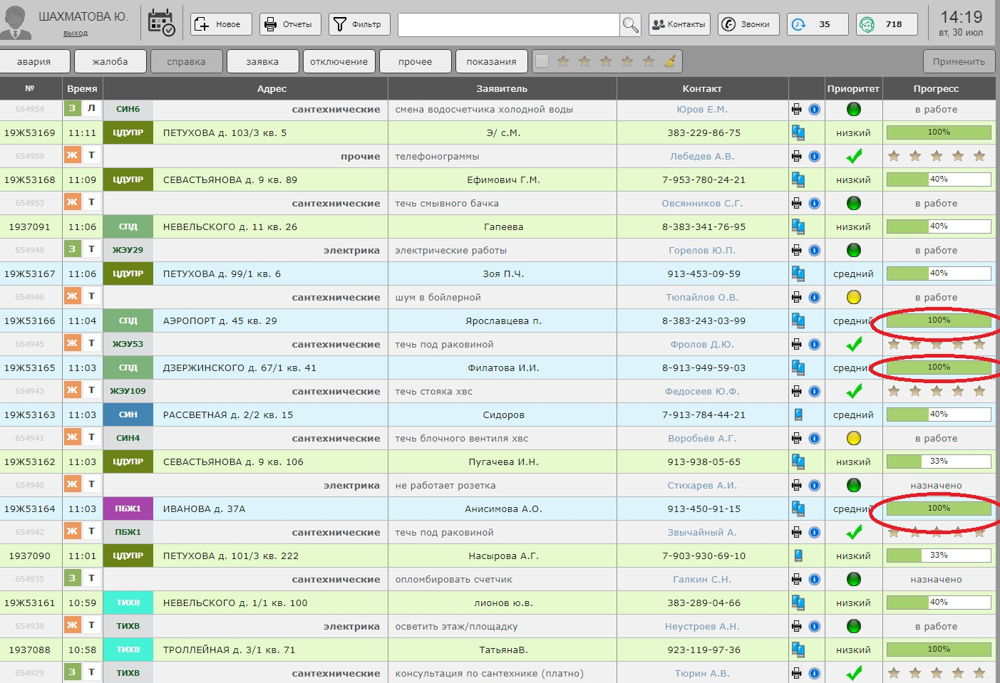 ШАХМАТОВА Ю.
выход
Новое
Отчеты
Фильтр
Контакты
Звонки
35
718
14:19
вт, 30 июл
авария
жалоба
справка
заявка
отключение
прочее
показания
Применить
№ Время Адрес Заявитель Контакт Приоритет Прогресс
654954 З Л СИН6 сантехнические смена водосчетчика холодной воды Юров Е.М. в работе
19Ж53169 11:11 ЦДУПР ПЕТУХОВА д. 103/3 кв. 5 Э/ с.М. 383-229-86-75 низкий 100%
654959 Ж Т прочие телефонограммы Лебедев А.В.
19Ж53168 11:09 ЦДУПР СЕВАСТЬЯНОВА д. 9 кв. 89 Ефимович Г.М. 7-953-780-24-21 низкий 40%
654953 Ж Т сантехнические течь смывного бачка Овсянников С.Г. в работе
1937091 11:06 СПД НЕВЕЛЬСКОГО д. 11 кв. 26 Гапеева 8-383-341-76-95 низкий 40%
654948 З Т ЖЭУ29 электрика электрические работы Горелов Ю.П. в работе
19Ж53167 11:06 ЦДУПР ПЕТУХОВА д. 99/1 кв. 6 Зоя П.Ч. 913-453-09-59 средний 40%
654946 Ж Т сантехнические шум в бойлерной Тюпайлов О.В. в работе
19Ж53166 11:04 СПД АЭРОПОРТ д. 45 кв. 29 Ярославцева п. 8-383-243-03-99 средний 100%
654945 Ж Т ЖЭУ53 сантехнические течь под раковиной Фролов Д.Ю.
19Ж53165 11:03 СПД ДЗЕРЖИНСКОГО д. 67/1 кв. 41 Филатова И.И. 8-913-949-59-03 средний 100%
654943 Ж Т ЖЭУ109 сантехнические течь стояка хвс Федосеев Ю.Ф.
19Ж53163 11:03 СИН РАССВЕТНАЯ д. 2/2 кв. 15 Сидоров 7-913-784-44-21 средний 40%
654941 Ж Т СИН4 сантехнические течь блочного вентиля хвс Воробьёв А.Г. в работе
19Ж53162 11:03 ЦДУПР СЕВАСТЬЯНОВА д. 9 кв. 106 Пугачева И.Н. 913-938-05-65 низкий 33%
654940 Ж Т электрика не работает розетка Стихарев А.И. назначено
19Ж53164 11:03 ПБЖ1 ИВАНОВА д. 37А Анисимова А.О. 913-450-91-15 средний 100%
654942 Ж Т ПБЖ1 сантехнические течь под раковиной Звычайный А.
1937090 11:01 ЦДУПР ПЕТУХОВА д. 101/3 кв. 222 Насырова А.Г. 7-903-930-69-10 низкий 33%
654935 З Т сантехнические опломбировать счетчик Галкин С.Н. назначено
19Ж53161 10:59 ТИХВ НЕВЕЛЬСКОГО д. 1/1 кв. 100 лионов ю.в. 383-289-04-66 низкий 40%
654938 Ж Т ТИХВ электрика осветить этаж/площадку Неустроев А.Н. в работе
1937088 10:58 ТИХВ ТРОЛЛЕЙНАЯ д. 3/1 кв. 71 ТатьянаВ. 923-119-97-36 низкий 100%
654929 З Т ТИХВ сантехнические консультация по сантехнике (платно) Тюрин А.В.